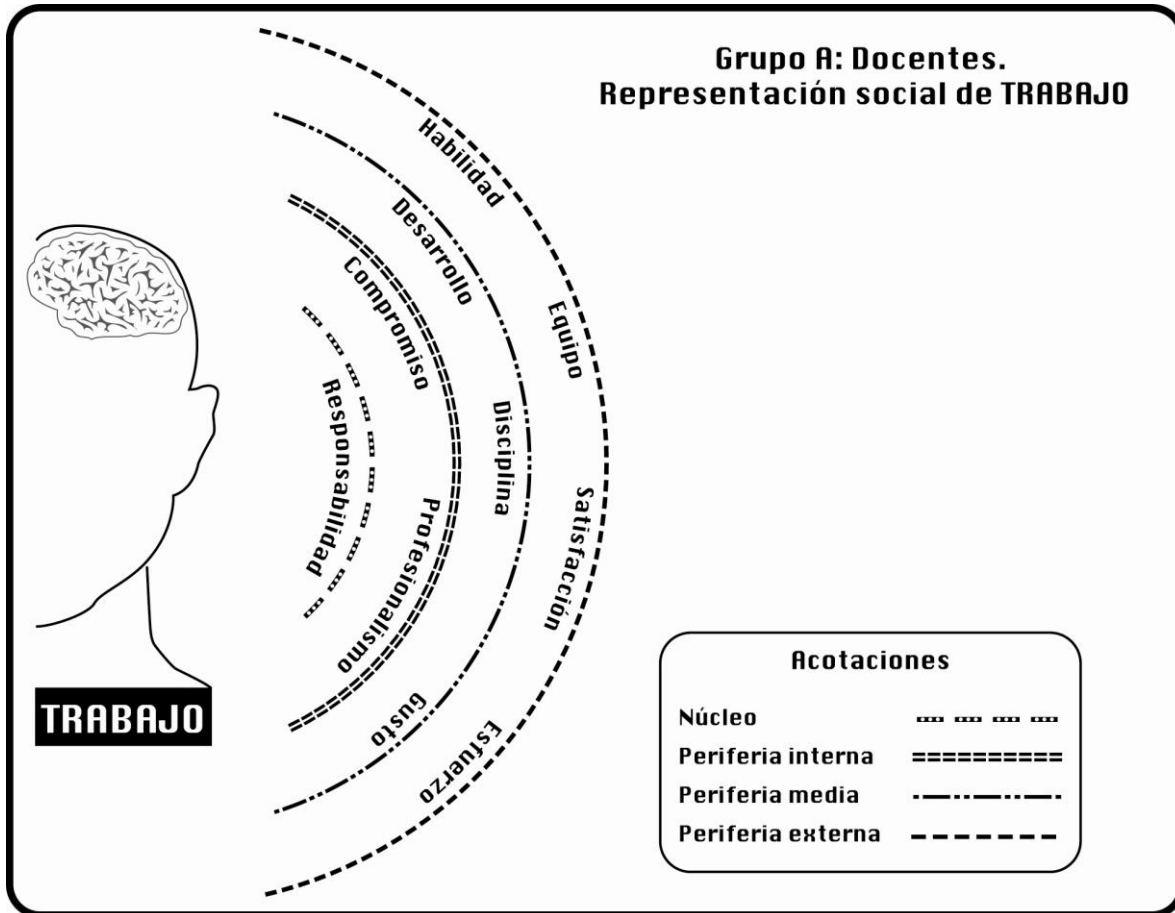 Grupo A: Docentes.
Representación social de TRABAJO
Habilidad
Desarrollo
Compromiso
Equipo
Responsabilidad
Disciplina
Satisfacción
Profesionalismo
Gusto
Esfuerzo
TRABAJO
Acotaciones
Núcleo
Periferia interna
Periferia media
Periferia externa